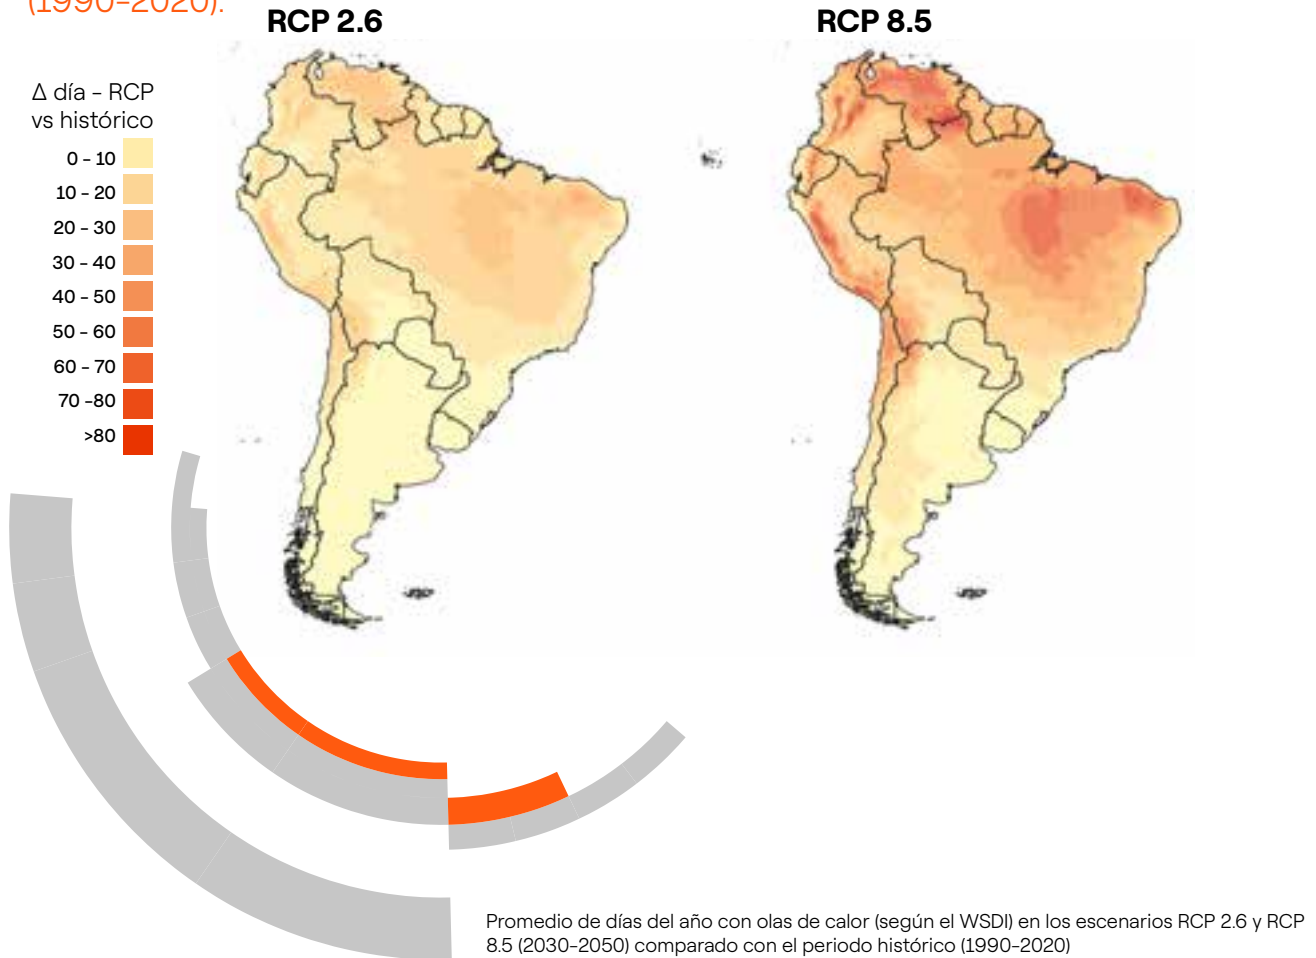 (1990-2020).
RCP 2.6
RCP 8.5
Δ día - RCP
vs histórico
0 - 10
10 - 20
20 - 30
30 - 40
40 - 50
50 - 60
60 - 70
70 -80
>80
Promedio de días del año con olas de calor (según el WSDI) en los escenarios RCP 2.6 y RCP
8.5 (2030-2050) comparado con el periodo histórico (1990-2020)